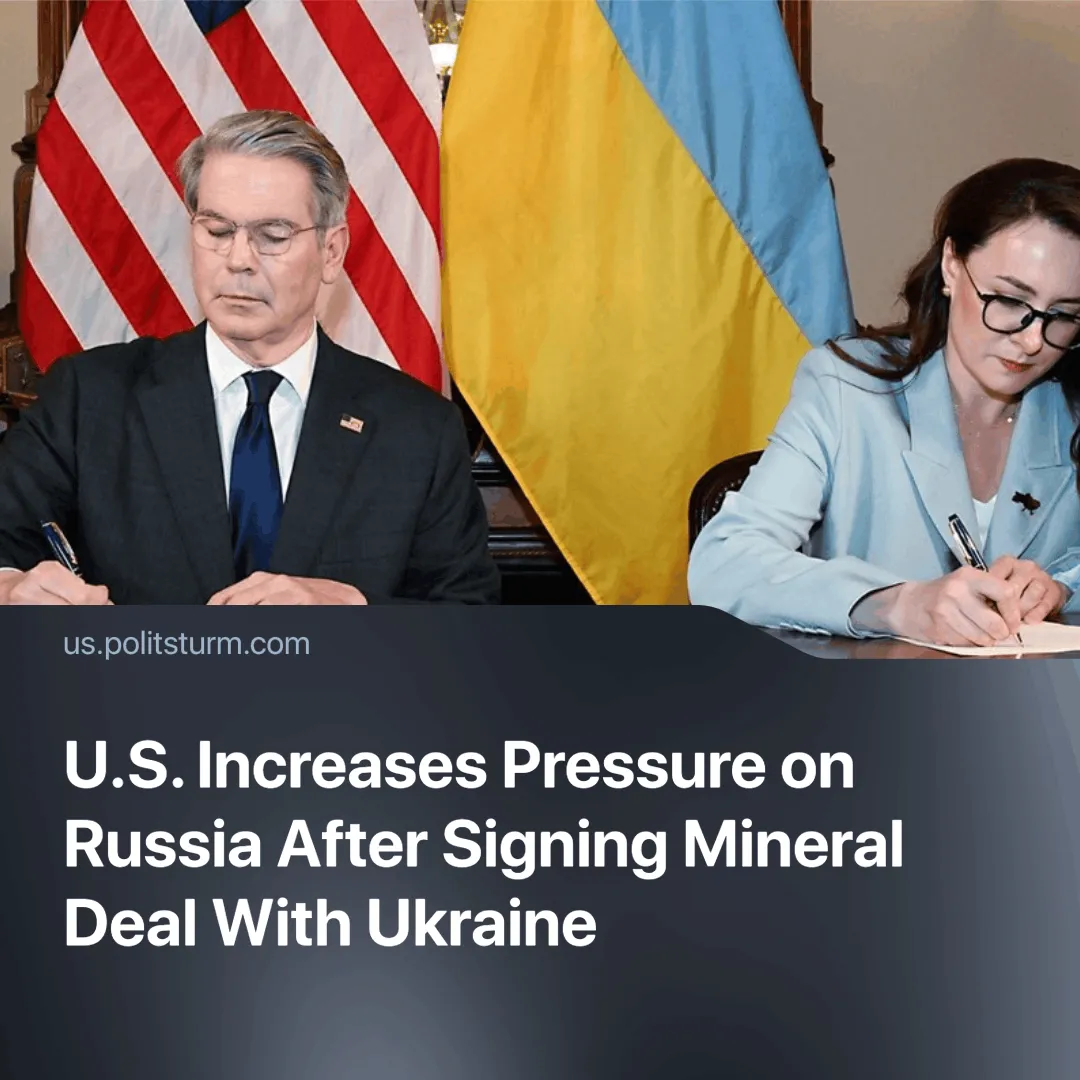 us.politsturm.com
U.S. Increases Pressure on
Russia After Signing Mineral
Deal With Ukraine